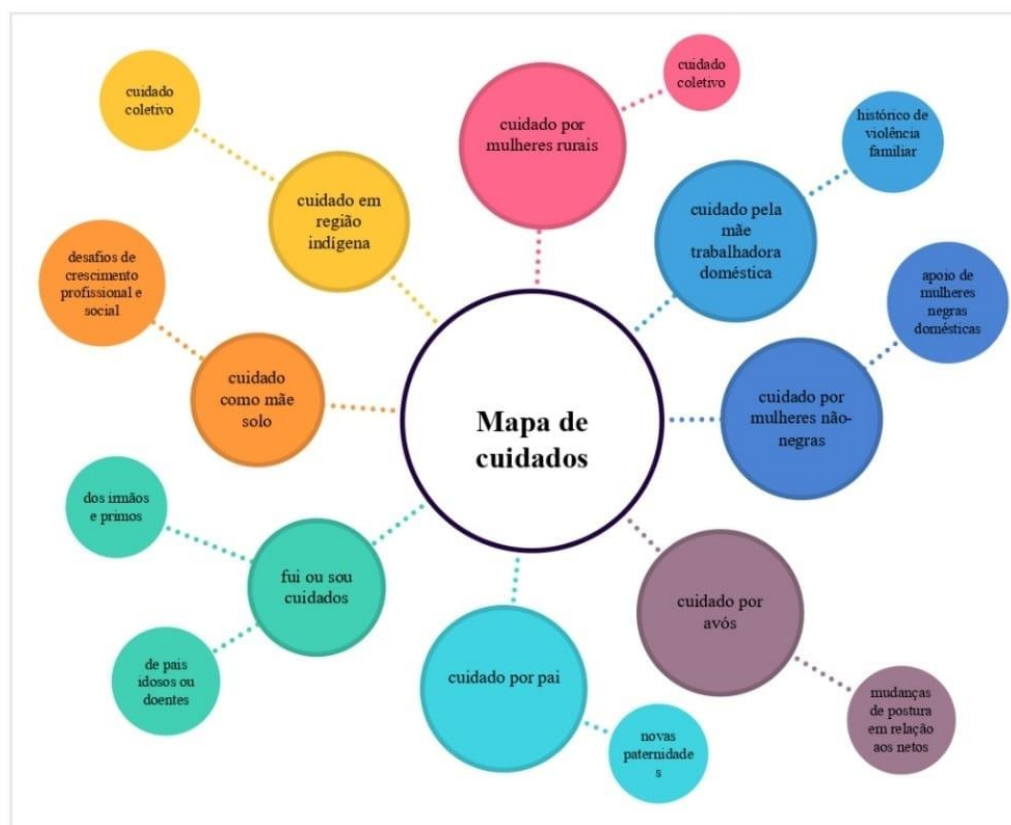 Mapa de
cuidados
cuidado por
mulheres rurais
cuidado
coletivo
cuidado pela
mãe
trabalhadora
doméstica
histórico de
violência
familiar
cuidado por
mulheres não-
negras
apoio de
mulheres
negras
domésticas
cuidado por
avós
mudanças
de postura
em relação
aos netos
cuidado por pai
novas
paternidade
s
fui ou sou
cuidados
de pais
idosos ou
doentes
dos irmãos
e primos
cuidado
como mãe
solo
desafios de
crescimento
profissional e
social
cuidado em
região
indígena
cuidado
coletivo